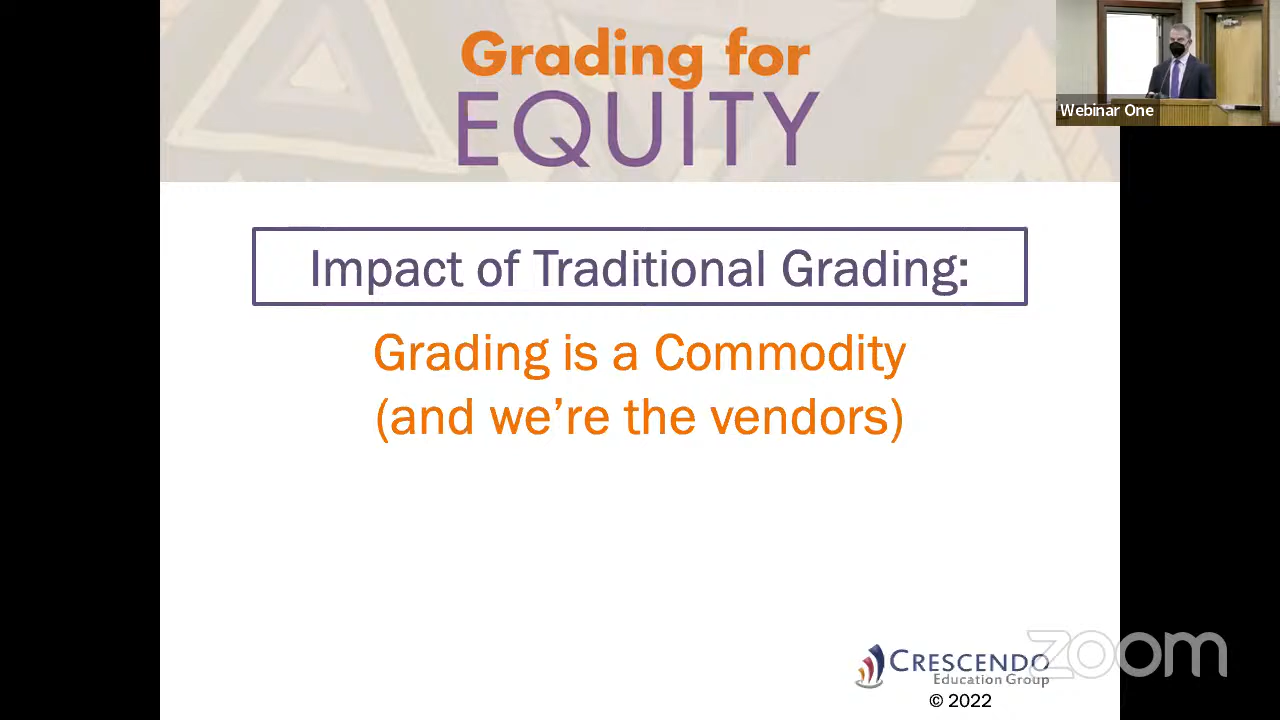 Grading for
EQUITY
Webinar One
Impact of Traditional Grading:
Grading is a Commodity
(and we're the vendors)
CRESCENDO
Education Group
© 2022
zoom